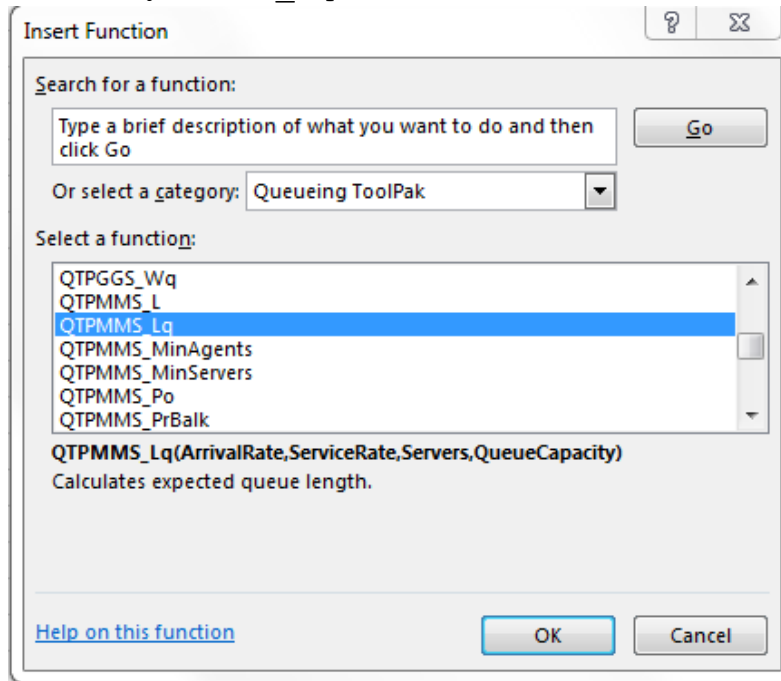 Insert Function
?
Search for a function:
Type a brief description of what you want to do and then
click Go
Go
Or select a category: Queueing ToolPak
Select a function:
QTPGGS_Wq
QTPMMS_L
QTPMMS_Lq
QTPMMS_MinAgents
QTPMMS_MinServers
QTPMMS_Po
QTPMMS_PrBalk
QTPMMS_Lq(ArrivalRate,ServiceRate,Servers,QueueCapacity)
Calculates expected queue length.
Help on this function
OK
Cancel